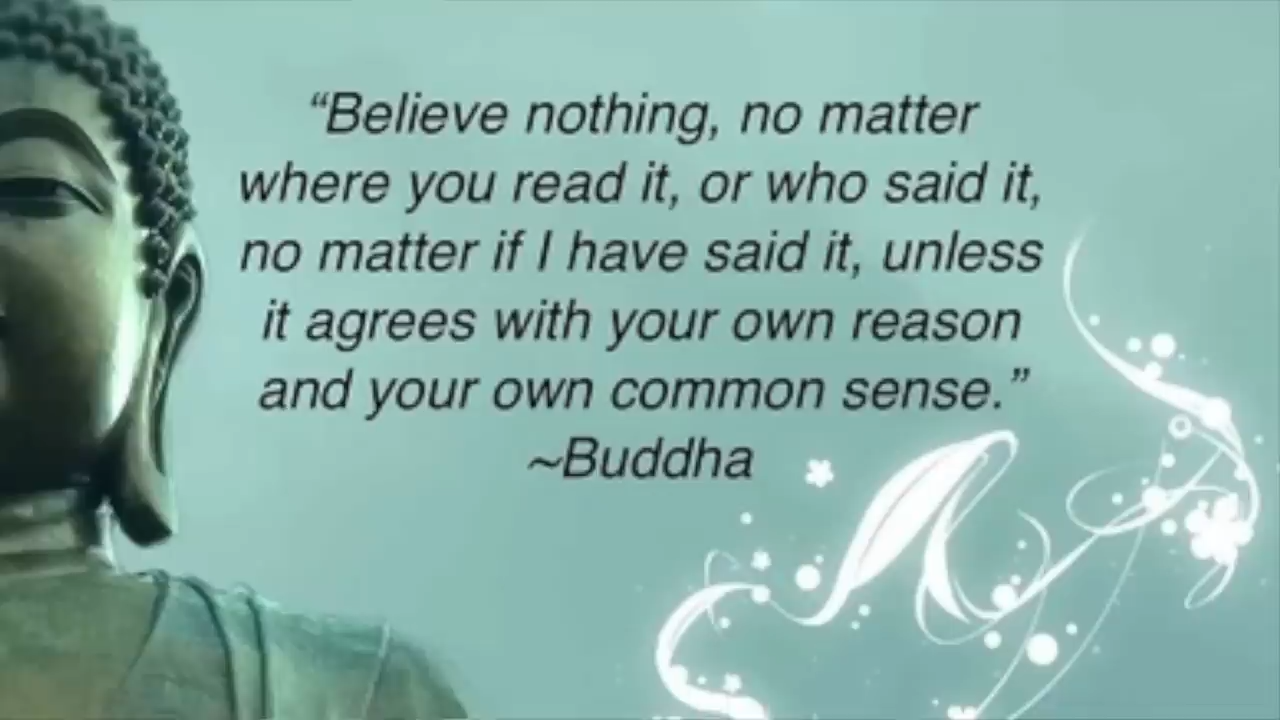 “Believe nothing, no matter
where you read it, or who said it,
no matter if I have said it, unless
it agrees with your own reason
and your own common sense.”
~Buddha